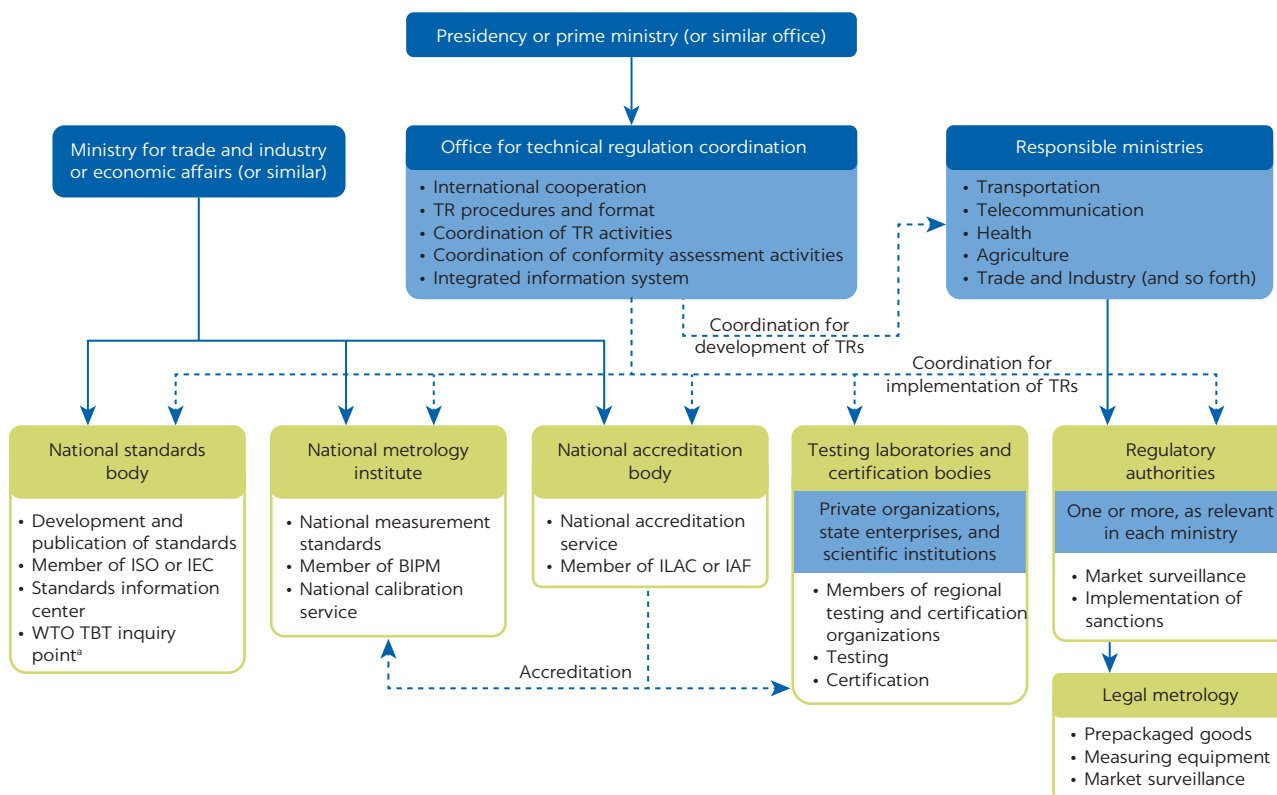 Presidency or prime ministry (or similar office)
Ministry for trade and industry
or economic affairs (or similar)
Office for technical regulation coordination
• International cooperation
• TR procedures and format
• Coordination of TR activities
• Coordination of conformity assessment activities
• Integrated information system
Responsible ministries
• Transportation
• Telecommunication
• Health
• Agriculture
• Trade and Industry (and so forth)
Coordination for
development of TRs
Coordination for
implementation of TRs
National standards
body
• Development and
publication of standards
• Member of ISO or IEC
• Standards information
center
• WTO TBT inquiry
pointᵃ
National metrology
institute
• National measurement
standards
• Member of BIPM
• National calibration
service
National accreditation
body
• National accreditation
service
• Member of ILAC or IAF
Testing laboratories and
certification bodies
Private organizations,
state enterprises, and
scientific institutions
• Members of regional
testing and certification
organizations
• Testing
• Certification
Regulatory
authorities
One or more, as relevant
in each ministry
• Market surveillance
• Implementation of
sanctions
Accreditation
Legal metrology
• Prepackaged goods
• Measuring equipment
• Market surveillance